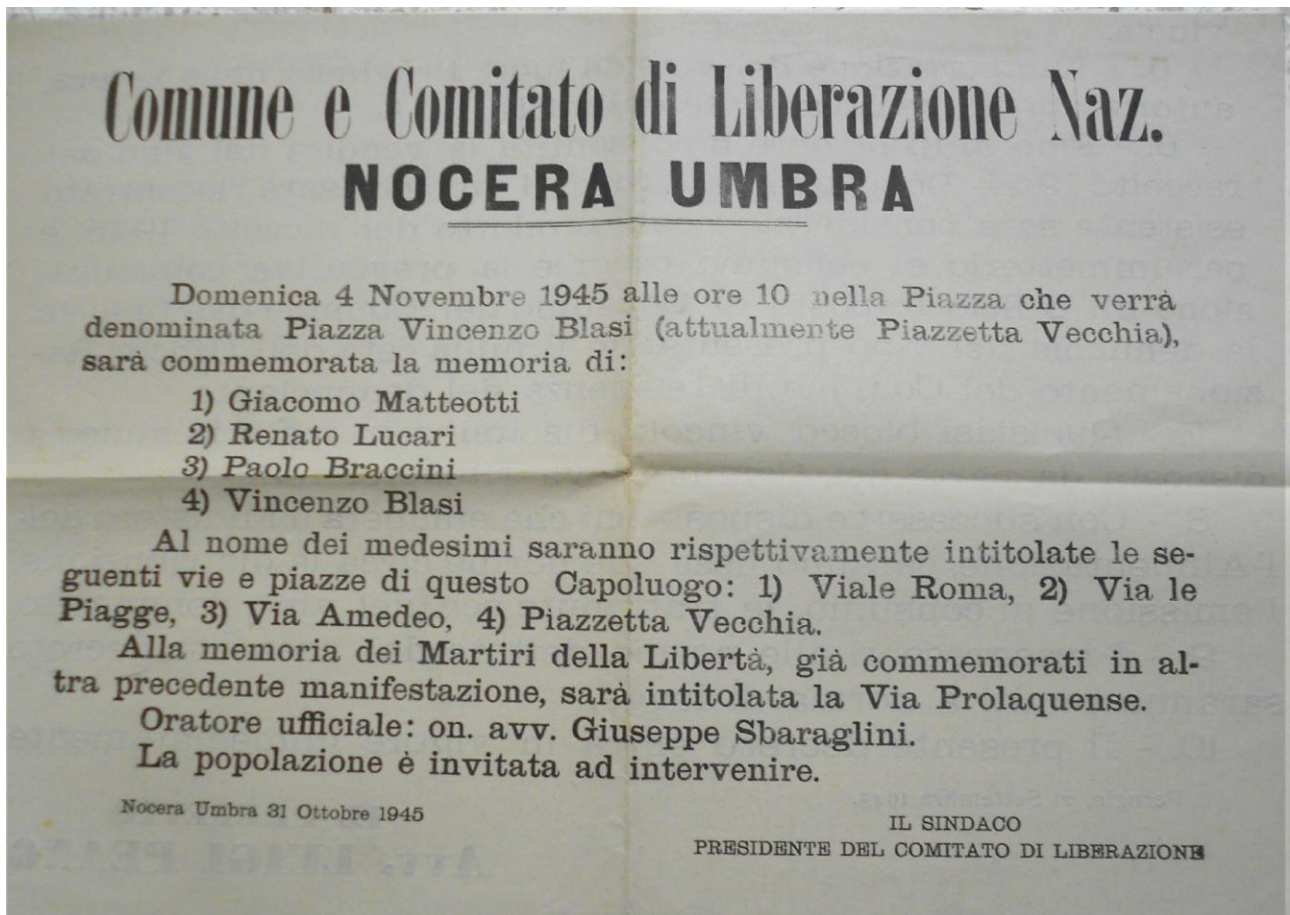 Comune e Comitato di Liberazione Naz.
NOCERA UMBRA
Domenica 4 Novembre 1945 alle ore 10 nella Piazza che verrà
denominata Piazza Vincenzo Blasi (attualmente Piazzetta Vecchia),
sarà commemorata la memoria di:
1) Giacomo Matteotti
2) Renato Lucari
3) Paolo Braccini
4) Vincenzo Blasi
Al nome dei medesimi saranno rispettivamente intitolate le se-
guenti vie e piazze di questo Capoluogo: 1) Viale Roma, 2) Via le
Piagge, 3) Via Amedeo, 4) Piazzetta Vecchia.
Alla memoria dei Martiri della Libertà, già commemorati in al-
tra precedente manifestazione, sarà intitolata la Via Prolaquense.
Oratore ufficiale: on. avv. Giuseppe Sbaraglini.
La popolazione è invitata ad intervenire.
Nocera Umbra 31 Ottobre 1945
IL SINDACO
PRESIDENTE DEL COMITATO DI LIBERAZIONE